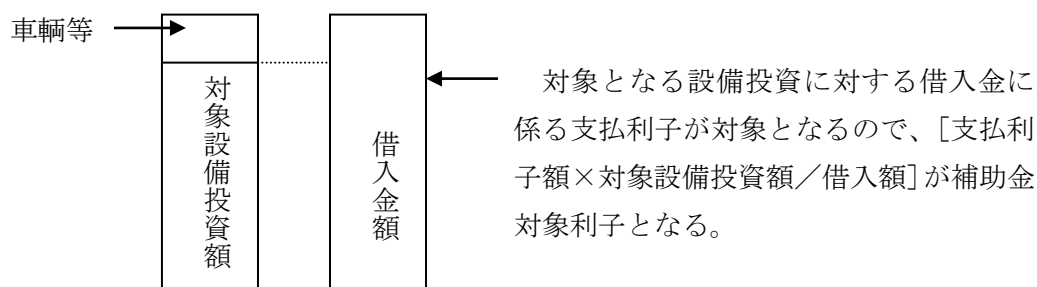 車輌等
対象設備投資額
借入金額
対象となる設備投資に対する借入金に
係る支払利子が対象となるので、［支払利
子額×対象設備投資額／借入額］が補助金
対象利子となる。